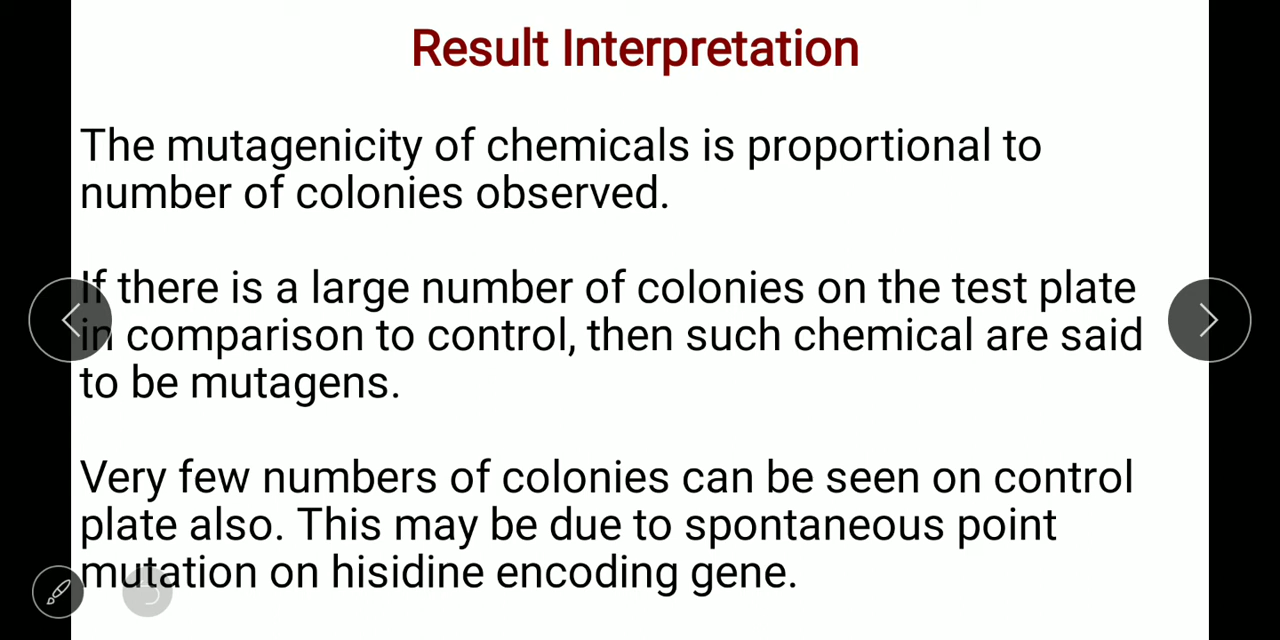 Result Interpretation
The mutagenicity of chemicals is proportional to
number of colonies observed.
If there is a large number of colonies on the test plate
in comparison to control, then such chemical are said
to be mutagens.
Very few numbers of colonies can be seen on control
plate also. This may be due to spontaneous point
mutation on hisidine encoding gene.